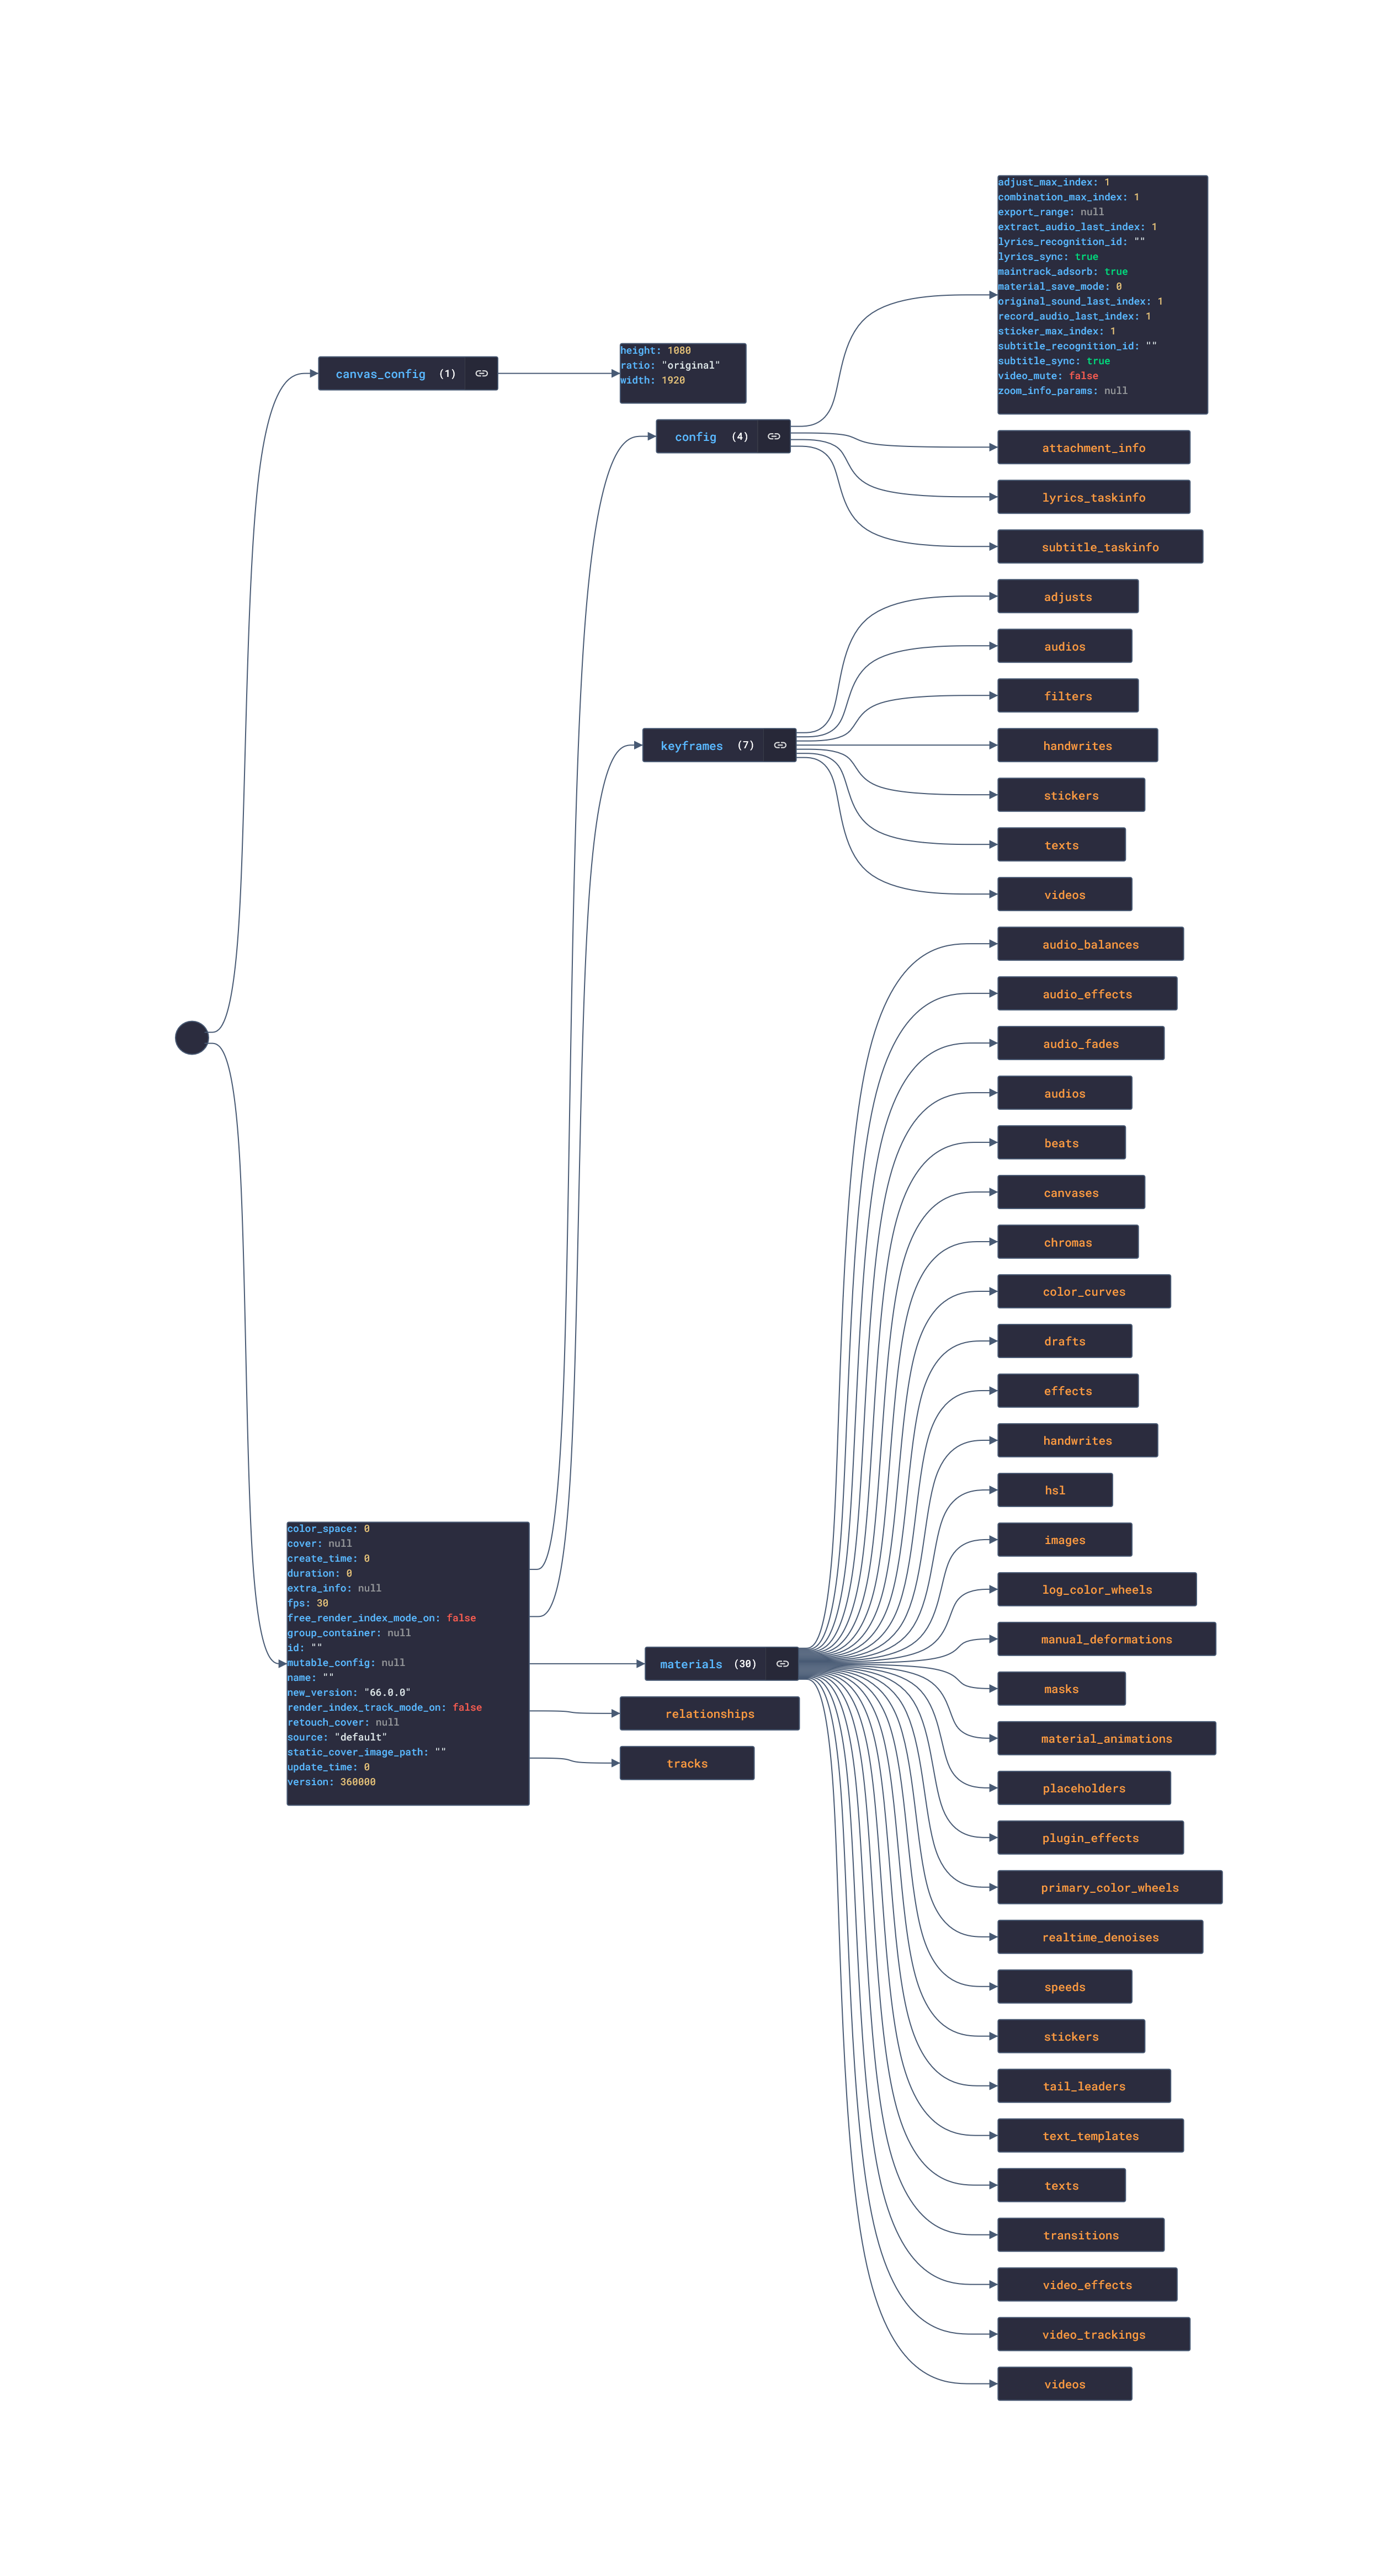 adjust_max_index: 1
combination_max_index: 1
export_range: null
extract_audio_last_index: 1
lyrics_recognition_id: ""
lyrics_sync: true
maintrack_adsorb: true
material_save_mode: 0
original_sound_last_index: 1
record_audio_last_index: 1
sticker_max_index: 1
subtitle_recognition_id: ""
subtitle_sync: true
video_mute: false
zoom_info_params: null
canvas_config (1)
height: 1080
ratio: "original"
width: 1920
config (4)
attachment_info
lyrics_taskinfo
subtitle_taskinfo
keyframes (7)
adjusts
audios
filters
handwrites
stickers
texts
videos
color_space: 0
cover: null
create_time: 0
duration: 0
extra_info: null
fps: 30
free_render_index_mode_on: false
group_container: null
id: ""
mutable_config: null
name: ""
new_version: "66.0.0"
render_index_track_mode_on: false
retouch_cover: null
source: "default"
static_cover_image_path: ""
update_time: 0
version: 360000
materials (30)
relationships
tracks
audio_balances
audio_effects
audio_fades
audios
beats
canvases
chromas
color_curves
drafts
effects
handwrites
hsl
images
log_color_wheels
manual_deformations
masks
material_animations
placeholders
plugin_effects
primary_color_wheels
realtime_denoises
speeds
stickers
tail_leaders
text_templates
texts
transitions
video_effects
video_trackings
videos